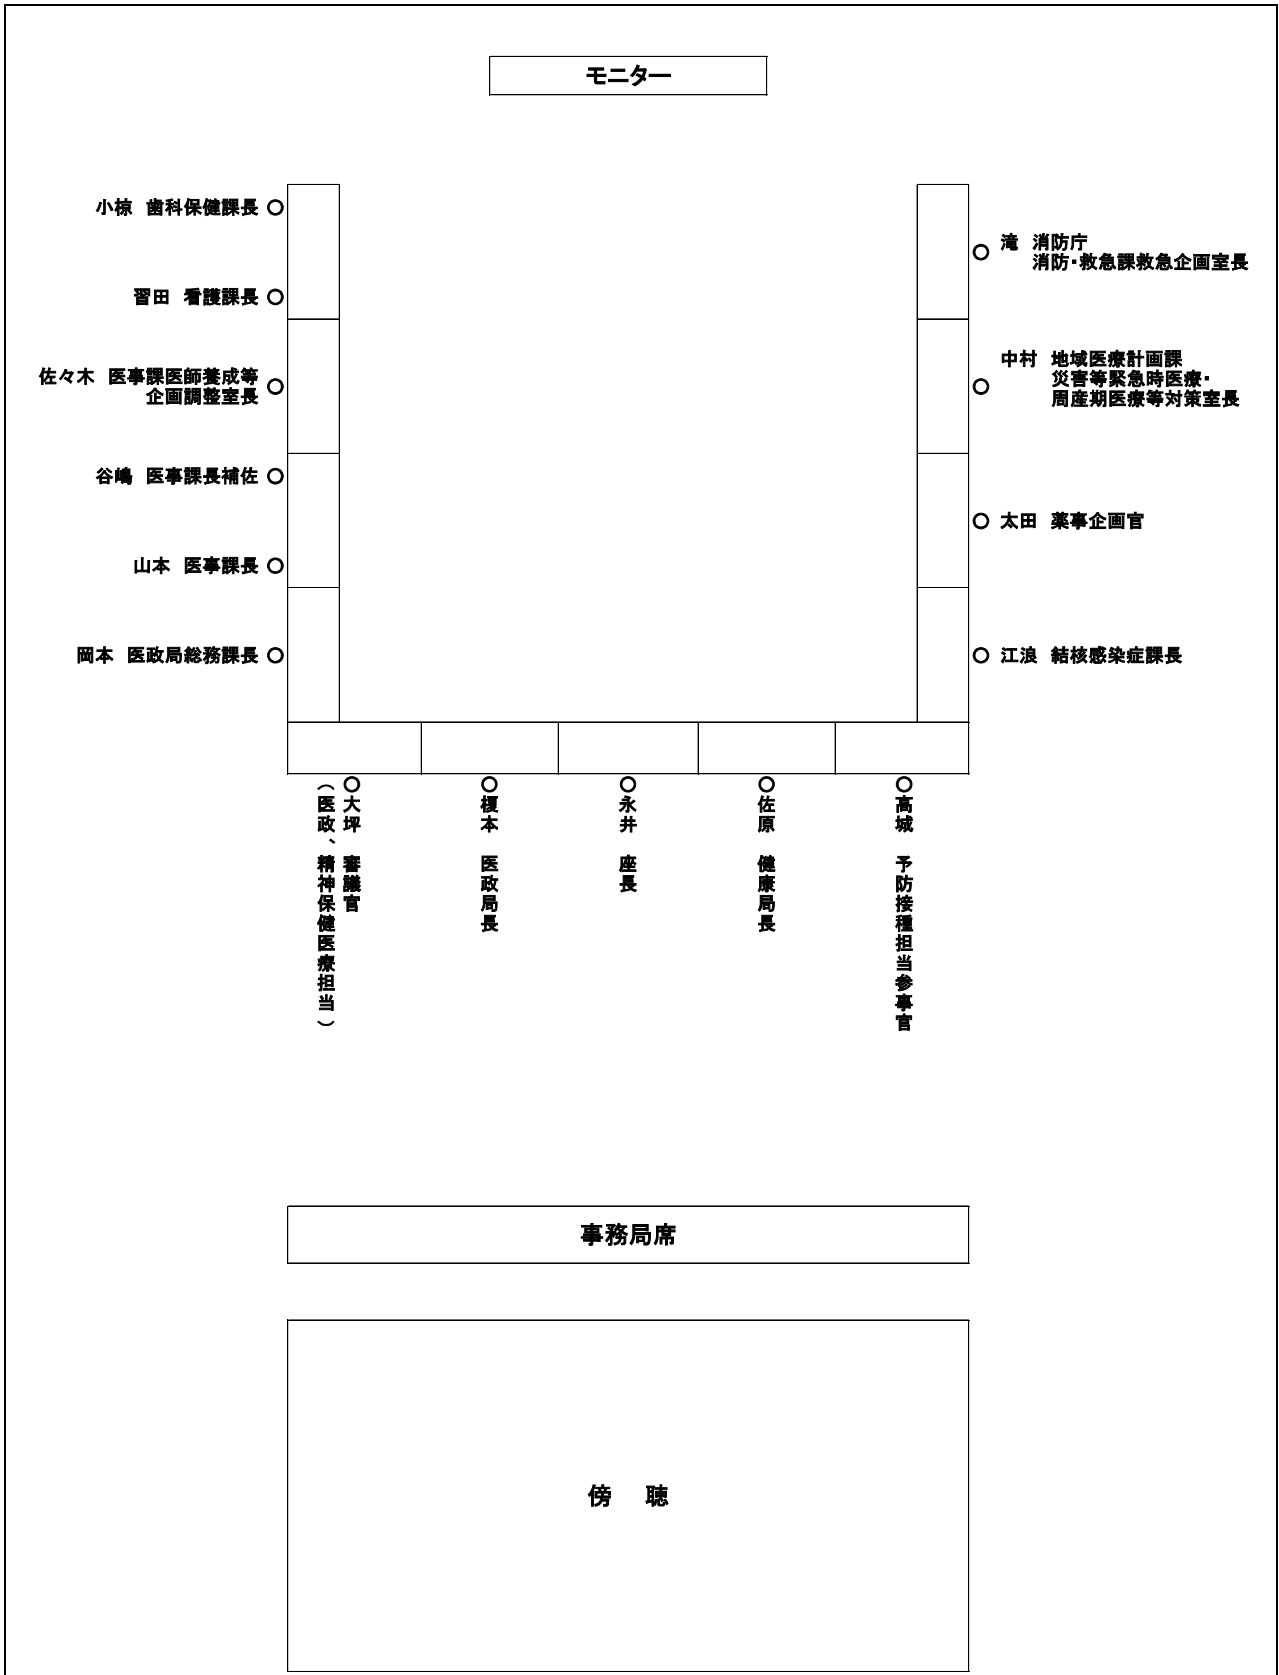 モニター
小椋　歯科保健課長
習田　看護課長
佐々木　医事課医師養成等
企画調整室長
谷嶋　医事課長補佐
山本　医事課長
岡本　医政局総務課長
滝　消防庁
消防・救急課救急企画室長
中村　地域医療計画課
災害等緊急時医療・
周産期医療等対策室長
太田　薬事企画官
江浪　結核感染症課長
大坪　審議官
（医政、精神保健医療担当）
榎本　医政局長
永井　座長
佐原　健康局長
高城　予防接種担当参事官
事務局席
傍　聴